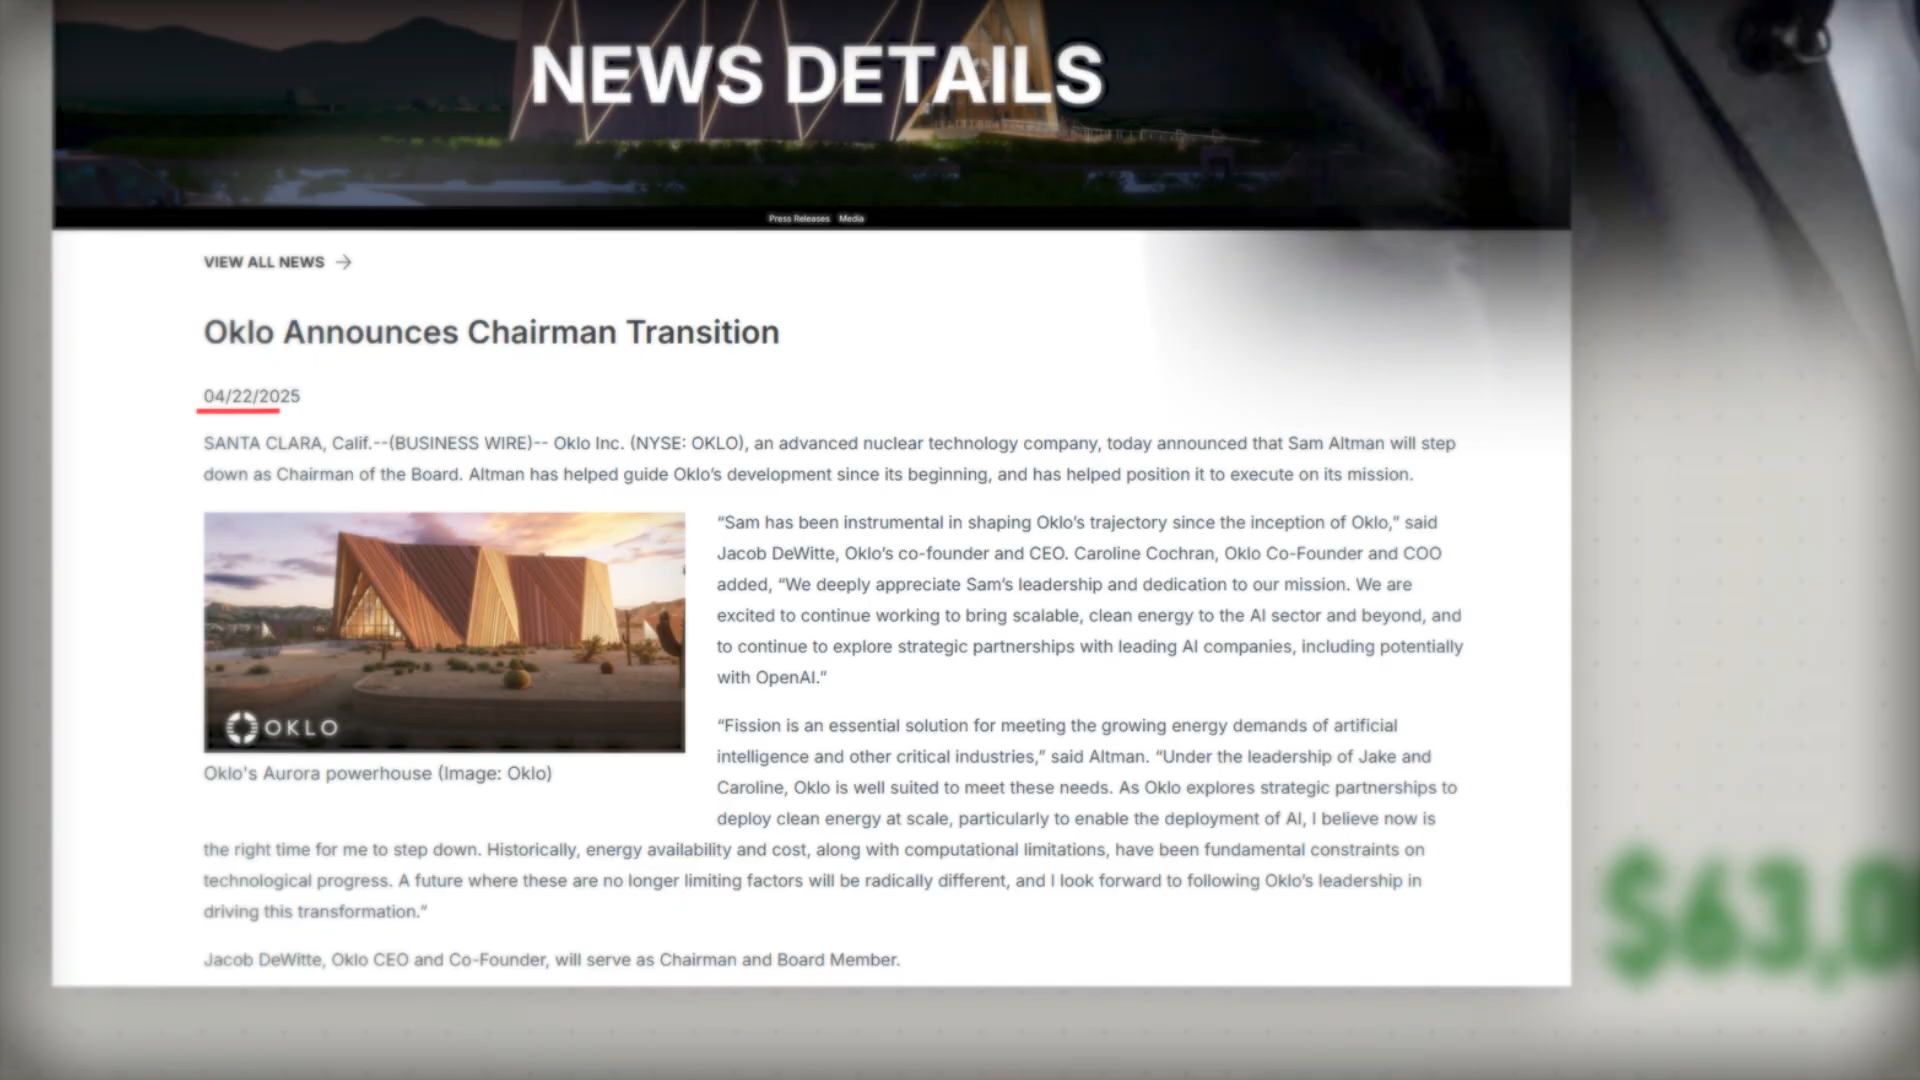 NEWS DETAILS
Press Releases Media
VIEW ALL NEWS →
Oklo Announces Chairman Transition
04/22/2025
SANTA CLARA, Calif.--(BUSINESS WIRE)-- Oklo Inc. (NYSE: OKLO), an advanced nuclear technology company, today announced that Sam Altman will step
down as Chairman of the Board. Altman has helped guide Oklo’s development since its beginning, and has helped position it to execute on its mission.
“Sam has been instrumental in shaping Oklo’s trajectory since the inception of Oklo,” said
Jacob DeWitte, Oklo’s co-founder and CEO. Caroline Cochran, Oklo Co-Founder and COO
added, “We deeply appreciate Sam’s leadership and dedication to our mission. We are
excited to continue working to bring scalable, clean energy to the AI sector and beyond, and
to continue to explore strategic partnerships with leading AI companies, including potentially
with OpenAI.”
OKLO
Oklo's Aurora powerhouse (Image: Oklo)
“Fission is an essential solution for meeting the growing energy demands of artificial
intelligence and other critical industries,” said Altman. “Under the leadership of Jake and
Caroline, Oklo is well suited to meet these needs. As Oklo explores strategic partnerships to
deploy clean energy at scale, particularly to enable the deployment of AI, I believe now is
the right time for me to step down. Historically, energy availability and cost, along with computational limitations, have been fundamental constraints on
technological progress. A future where these are no longer limiting factors will be radically different, and I look forward to following Oklo’s leadership in
driving this transformation.”
Jacob DeWitte, Oklo CEO and Co-Founder, will serve as Chairman and Board Member.